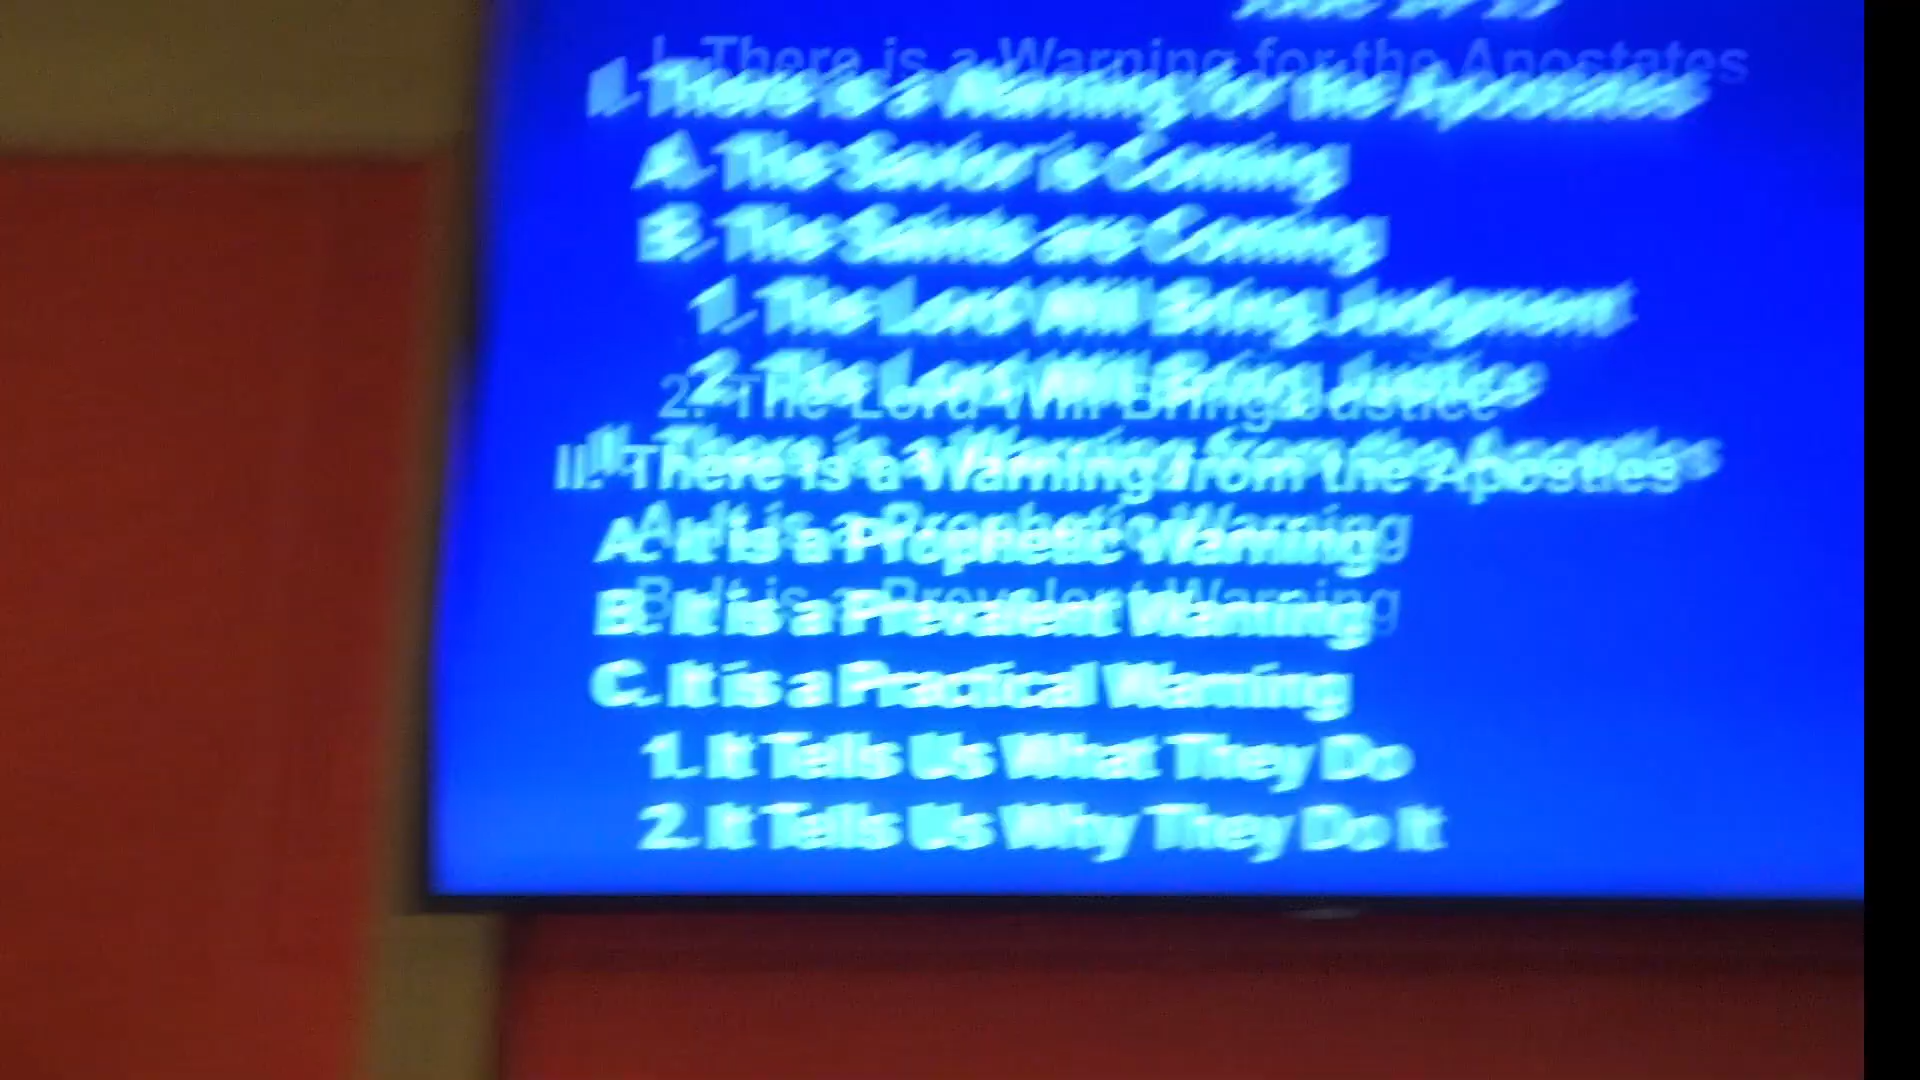 I. There is a Warning for the Apostates
A. The Savior is Coming
B. The Saints are Coming
1. The Lord Will Bring Judgment
2. The Lord Will Bring Justice
II. There is a Warning from the Apostles
A. It is a Prophetic Warning
B. It is a Prevalent Warning
C. It is a Practical Warning
1. It Tells Us What They Do
2. It Tells Us Why They Do It